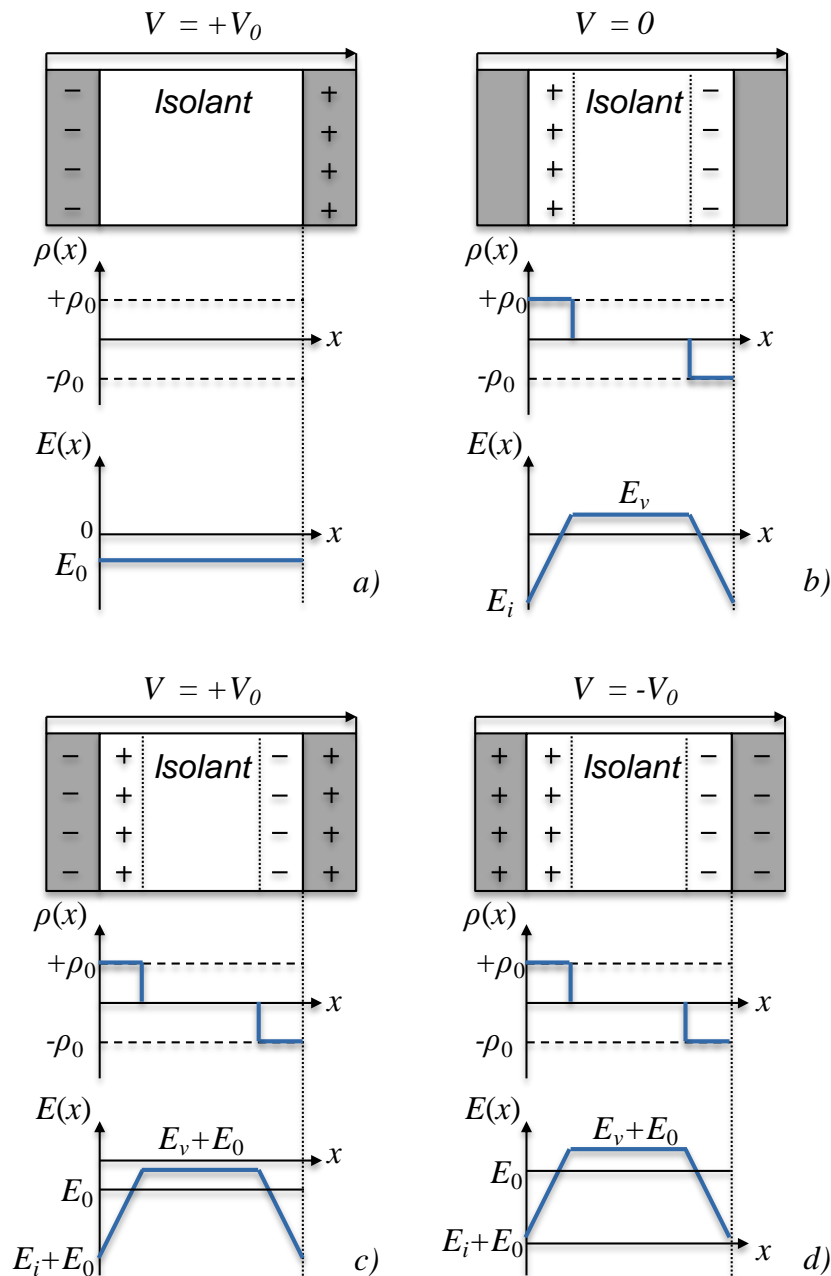 V = +V₀
− Isolant +
− +
− +
− +
ρ(x)
+ρ₀
x
-ρ₀
E(x)
0
x
E₀
a)
V = 0
+ Isolant −
+ −
+ −
+ −
ρ(x)
+ρ₀
x
-ρ₀
E(x)
Eᵥ
x
Eᵢ
b)
V = +V₀
− + Isolant − +
− + − +
− + − +
− + − +
ρ(x)
+ρ₀
x
-ρ₀
E(x)
Eᵥ+E₀
x
E₀
Eᵢ+E₀
c)
V = -V₀
+ + Isolant − −
+ + − −
+ + − −
+ + − −
ρ(x)
+ρ₀
x
-ρ₀
E(x)
Eᵥ+E₀
E₀
Eᵢ+E₀
x
d)